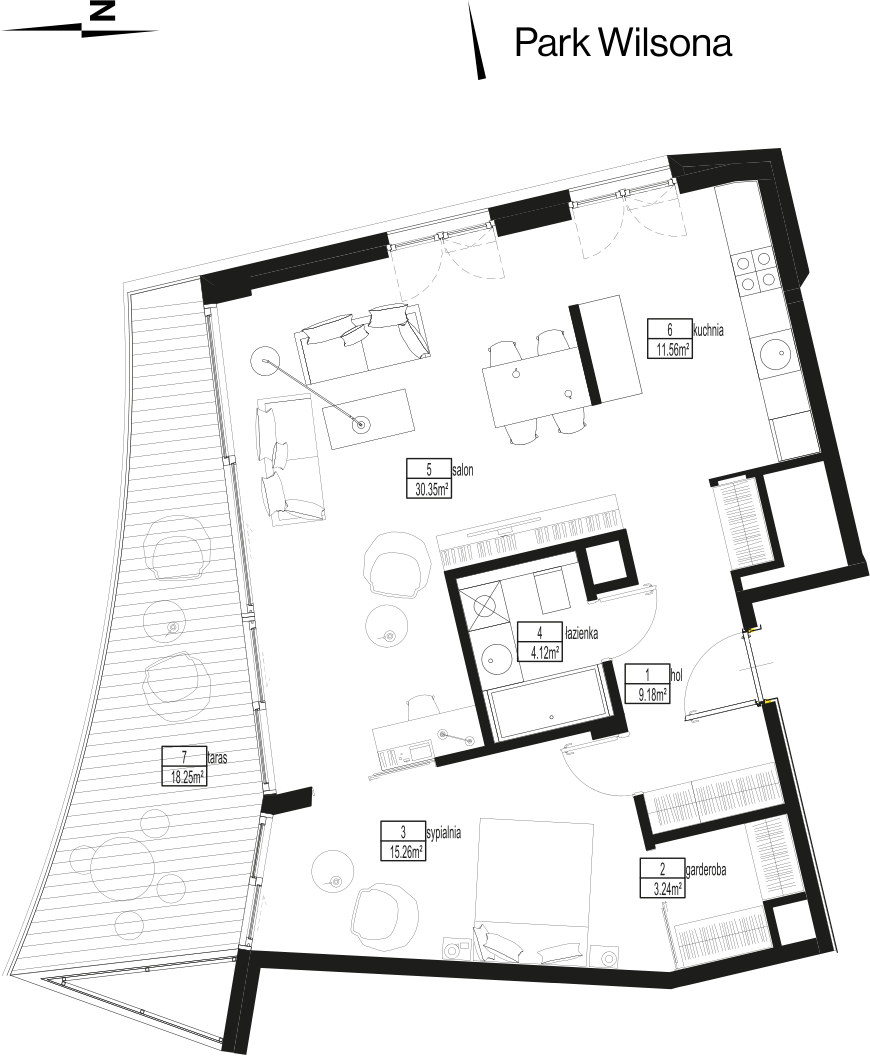 N
Park Wilsona
6 kuchnia
11.56m²
5 salon
30.35m²
4 łazienka
4.12m²
1 hol
9.18m²
7 taras
18.25m²
3 sypialnia
15.26m²
2 garderoba
3.24m²